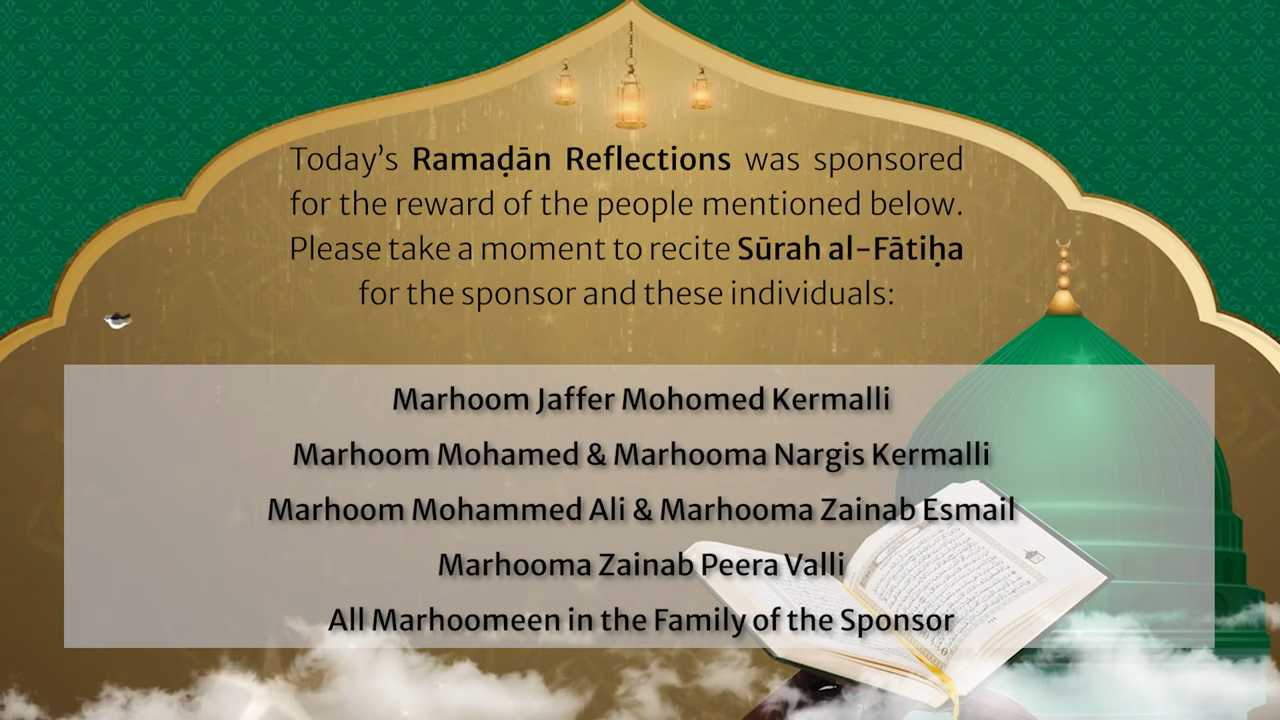 Today’s Ramaḍān Reflections was sponsored
for the reward of the people mentioned below.
Please take a moment to recite Sūrah al-Fātiḥa
for the sponsor and these individuals:
Marhoom Jaffer Mohomed Kermalli
Marhoom Mohamed & Marhooma Nargis Kermalli
Marhoom Mohammed Ali & Marhooma Zainab Esmail
Marhooma Zainab Peera Valli
All Marhoomeen in the Family of the Sponsor